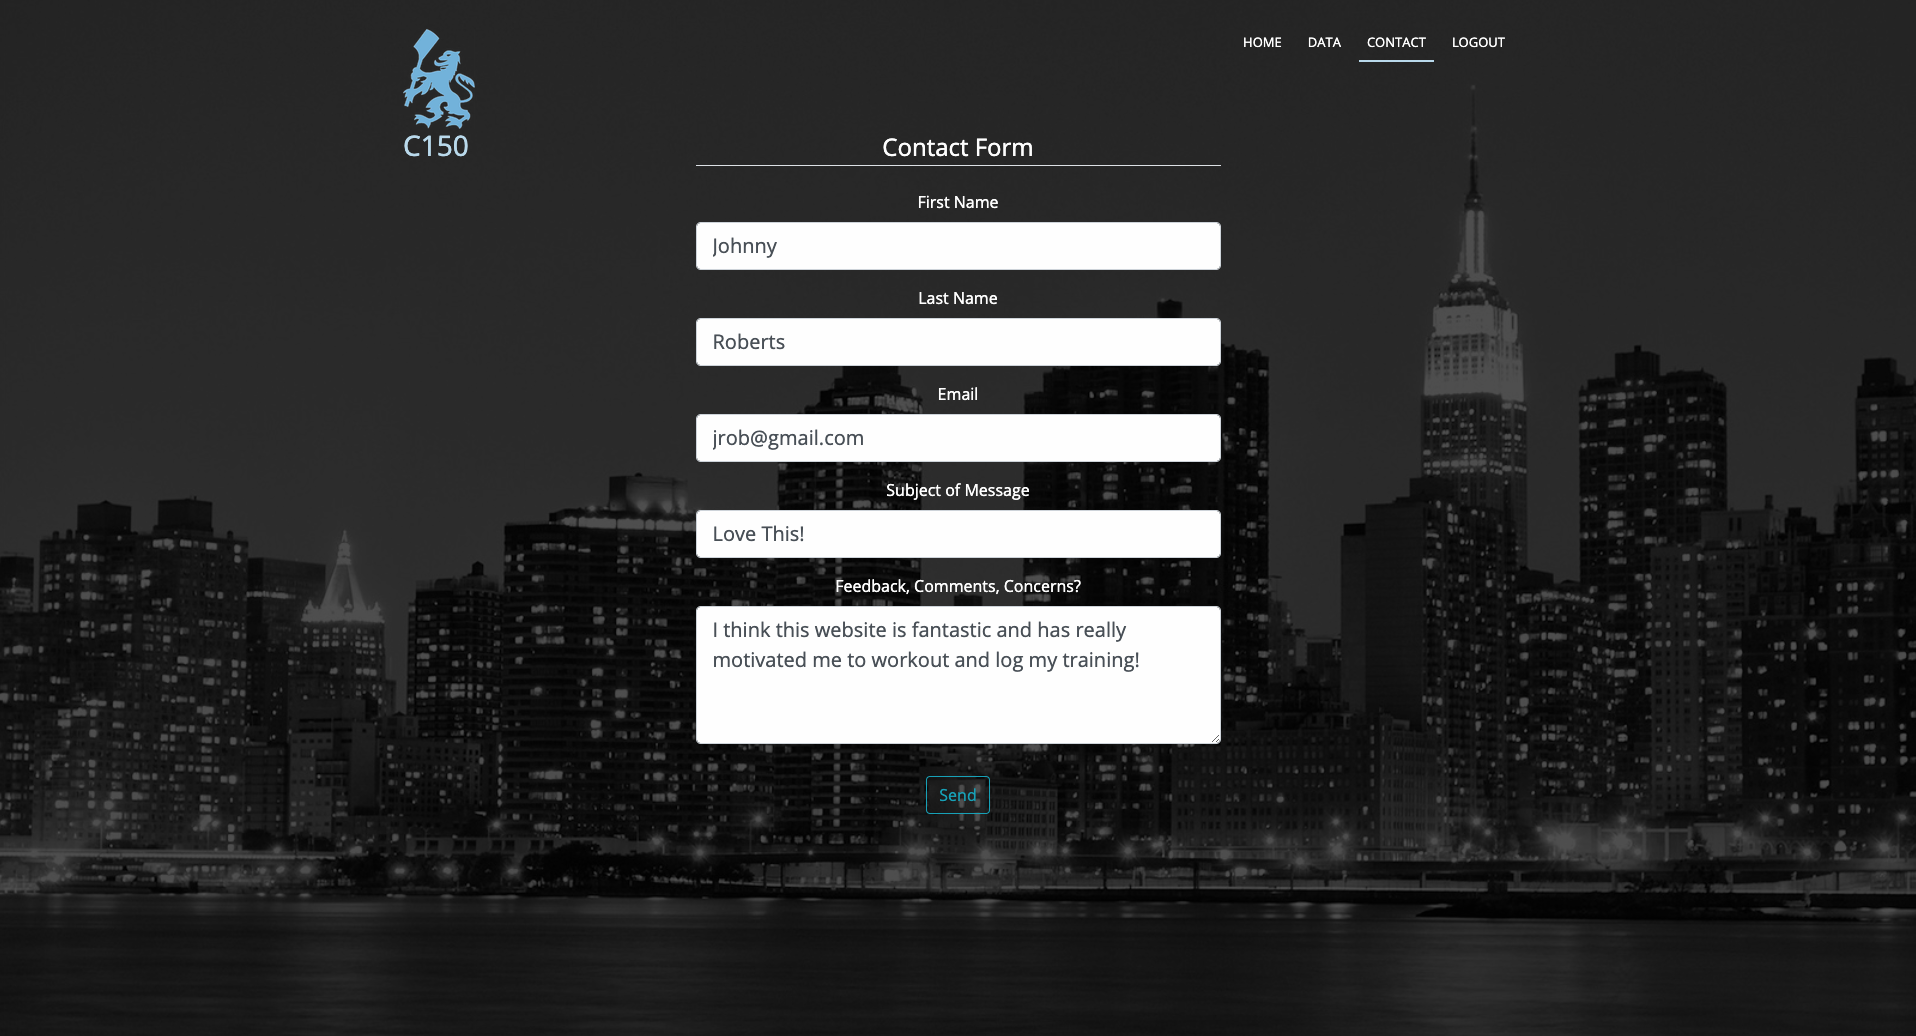 HOME DATA CONTACT LOGOUT
C150
Contact Form
First Name
Johnny
Last Name
Roberts
Email
jrob@gmail.com
Subject of Message
Love This!
Feedback, Comments, Concerns?
I think this website is fantastic and has really
motivated me to workout and log my training!
Send